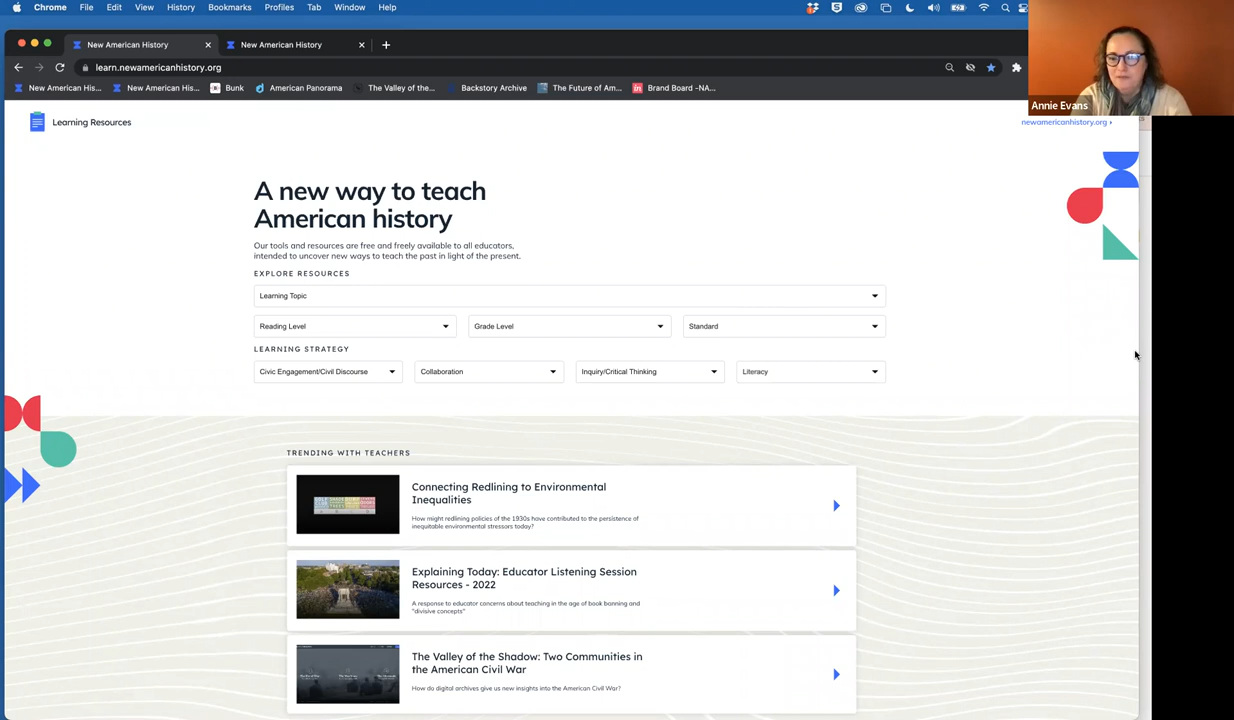 Chrome File Edit View History Bookmarks Profiles Tab Window Help
New American History New American History
learn.newamericanhistory.org
New American His... New American His... Bunk American Panorama The Valley of the... Backstory Archive The Future of Am... Brand Board -NA...
Annie Evans
Learning Resources
newamericanhistory.org
A new way to teach
American history
Our tools and resources are free and freely available to all educators,
intended to uncover new ways to teach the past in light of the present.
EXPLORE RESOURCES
Learning Topic
Reading Level Grade Level Standard
LEARNING STRATEGY
Civic Engagement/Civil Discourse Collaboration Inquiry/Critical Thinking Literacy
TRENDING WITH TEACHERS
Connecting Redlining to Environmental
Inequalities
How might redlining policies of the 1930s have contributed to the persistence of
inequitable environmental stressors today?
Explaining Today: Educator Listening Session
Resources - 2022
A response to educator concerns about teaching in the age of book banning and
"divisive concepts"
The Valley of the Shadow: Two Communities in
the American Civil War
How do digital archives give us new insights into the American Civil War?